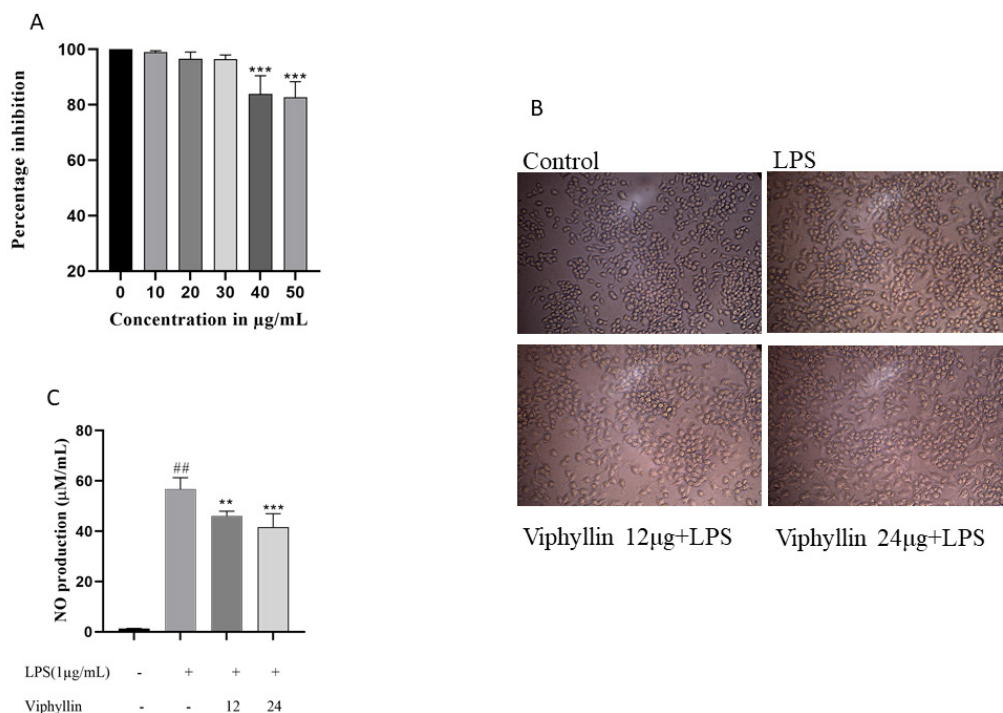 A
Percentage inhibition
100
80
60
40
20
*** ***
0 10 20 30 40 50
Concentration in µg/mL
B
Control LPS
Viphyllin 12µg+LPS Viphyllin 24µg+LPS
C
NO production (µM/mL)
80
60
40
20
0
##
**
***
LPS(1µg/mL) - + + +
Viphyllin - - 12 24